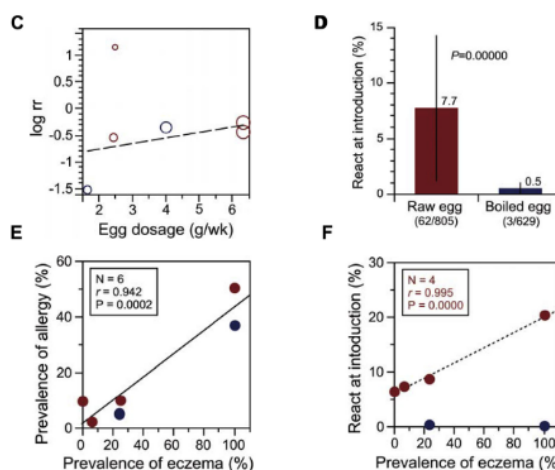 C
log rr
1
0.5
0
-0.5
-1
-1.5
2
3
4
5
6
Egg dosage (g/wk)
D
React at introduction (%)
15
10
5
0
P=0.00000
7.7
0.5
Raw egg
(62/805)
Boiled egg
(3/629)
E
Prevalence of allergy (%)
60
40
20
0
N = 6
r = 0.942
P = 0.0002
0
20
40
60
80
100
Prevalence of eczema (%)
F
React at intoduction (%)
30
20
10
0
N = 4
r = 0.995
P = 0.0000
0
20
40
60
80
100
Prevalence of eczema (%)